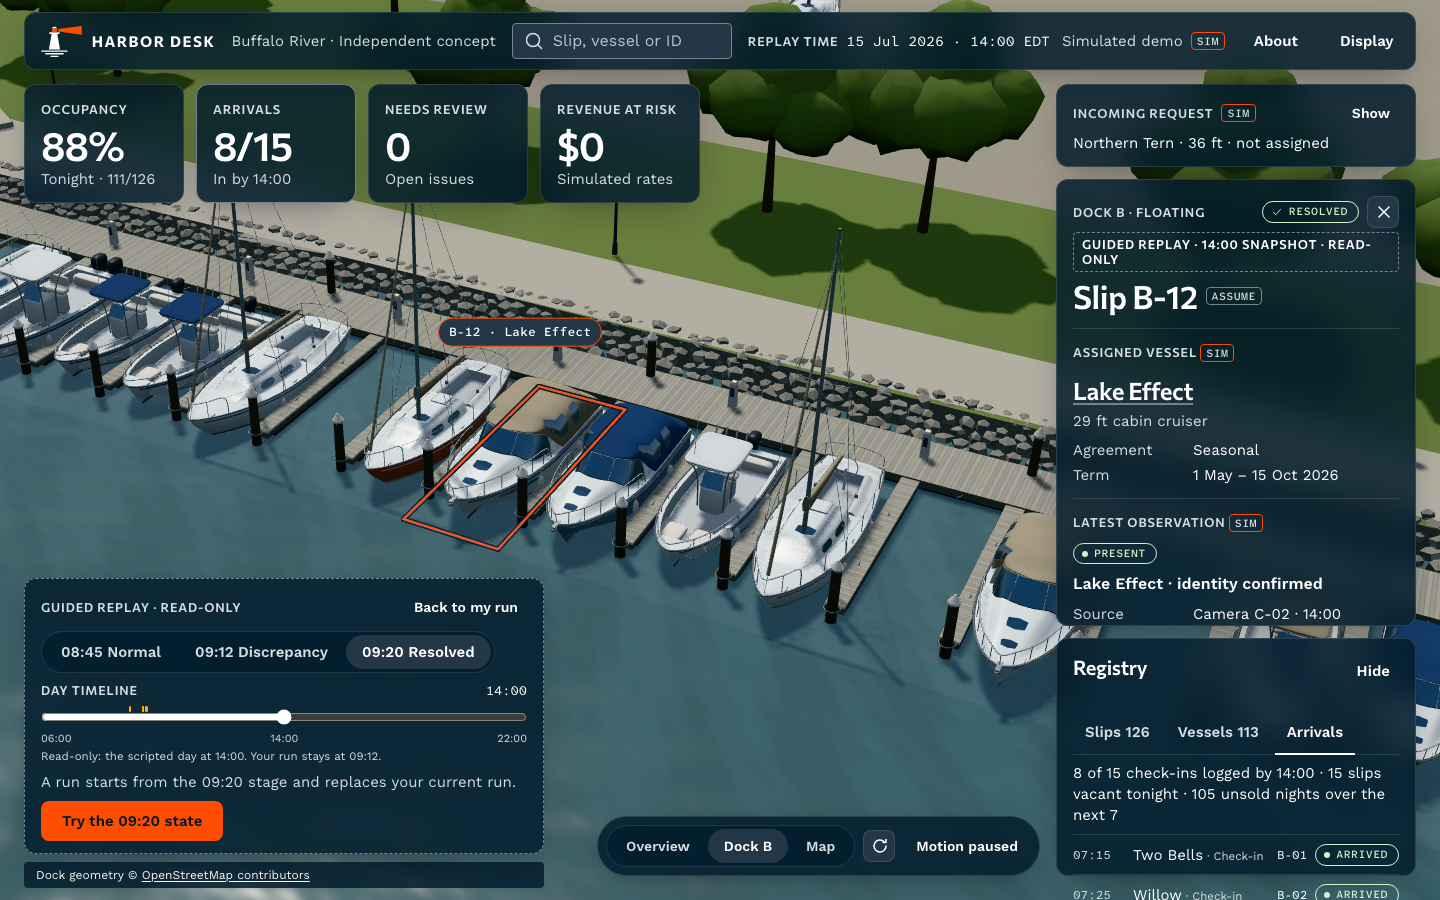 HARBOR DESK
Buffalo River · Independent concept
Slip, vessel or ID
REPLAY TIME 15 Jul 2026 · 14:00 EDT
Simulated demo SIM
About
Display
OCCUPANCY
88%
Tonight · 111/126
ARRIVALS
8/15
In by 14:00
NEEDS REVIEW
0
Open issues
REVENUE AT RISK
$0
Simulated rates
INCOMING REQUEST SIM
Show
Northern Tern · 36 ft · not assigned
DOCK B · FLOATING
RESOLVED
GUIDED REPLAY · 14:00 SNAPSHOT · READ-
ONLY
Slip B-12 ASSUME
ASSIGNED VESSEL SIM
Lake Effect
29 ft cabin cruiser
Agreement Seasonal
Term 1 May – 15 Oct 2026
LATEST OBSERVATION SIM
PRESENT
Lake Effect · identity confirmed
Source Camera C-02 · 14:00
B-12 · Lake Effect
GUIDED REPLAY · READ-ONLY
Back to my run
08:45 Normal
09:12 Discrepancy
09:20 Resolved
DAY TIMELINE
14:00
06:00
14:00
22:00
Read-only: the scripted day at 14:00. Your run stays at 09:12.
A run starts from the 09:20 stage and replaces your current run.
Try the 09:20 state
Dock geometry © OpenStreetMap contributors
Overview
Dock B
Map
Motion paused
Registry
Hide
Slips 126
Vessels 113
Arrivals
8 of 15 check-ins logged by 14:00 · 15 slips
vacant tonight · 105 unsold nights over the
next 7
07:15 Two Bells · Check-in B-01 ARRIVED
07:25 Willow · Check-in B-02 ARRIVED